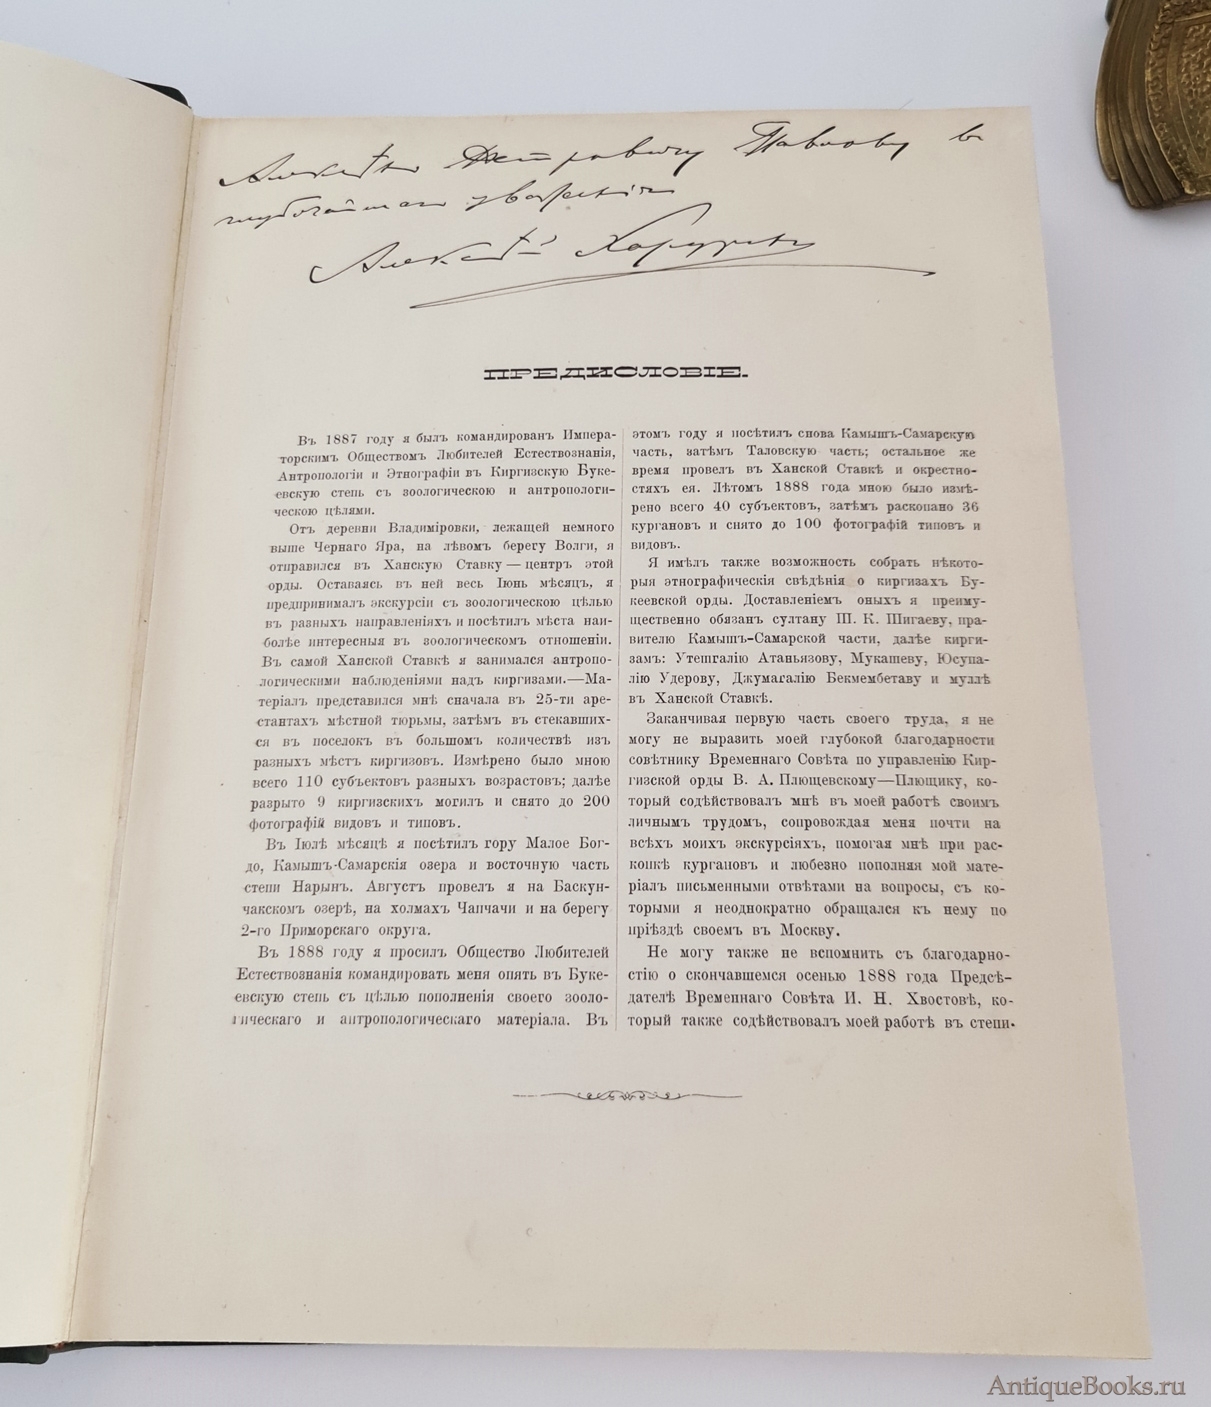 Алексѣю Петровичу Павлову въ
глубочайшаго уваженія
Алексѣй Харузинъ
ПРЕДИСЛОВІЕ.
Въ 1887 году я былъ командированъ Импера-
торскимъ Обществомъ Любителей Естествознанія,
Антропологіи и Этнографіи въ Киргизскую Буке-
евскую степь съ зоологическою и антропологи-
ческою цѣлями.
Отъ деревни Владиміровки, лежащей немного
выше Чернаго Яра, на лѣвомъ берегу Волги, я
отправился въ Ханскую Ставку — центръ этой
орды. Оставаясь въ ней весь Іюнь мѣсяцъ, я
предпринималъ экскурсіи съ зоологическою цѣлью
въ разныхъ направленіяхъ и посѣтилъ мѣста наи-
болѣе интересныя въ зоологическомъ отношеніи.
Въ самой Ханской Ставкѣ я занимался антропо-
логическими наблюденіями надъ киргизами.—Ма-
теріалъ представился мнѣ сначала въ 25-ти аре-
стантахъ мѣстной тюрьмы, затѣмъ въ стекавших-
ся въ поселокъ въ большомъ количествѣ изъ
разныхъ мѣстъ киргизовъ. Измѣрено было мною
всего 110 субъектовъ разныхъ возрастовъ; далѣе
разрыто 9 киргизскихъ могилъ и снято до 200
фотографій видовъ и типовъ.
Въ Іюлѣ мѣсяцѣ я посѣтилъ гору Малое Бог-
до, Камышъ-Самарскія озера и восточную часть
степи Нарынъ. Августъ провелъ я на Баскун-
чакскомъ озерѣ, на холмахъ Чапчачи и на берегу
2-го Приморскаго округа.
Въ 1888 году я просилъ Общество Любителей
Естествознанія командировать меня опять въ Буке-
евскую степь съ цѣлью пополненія своего зооло-
гическаго и антропологическаго матеріала. Въ
этомъ году я посѣтилъ снова Камышъ-Самарскую
часть, затѣмъ Таловскую часть; остальное же
время провелъ въ Ханской Ставкѣ и окрестно-
стяхъ ея. Лѣтомъ 1888 года мною было измѣ-
рено всего 40 субъектовъ, затѣмъ раскопано 36
кургановъ и снято до 100 фотографій типовъ и
видовъ.
Я имѣлъ также возможность собрать нѣкото-
рыя этнографическія свѣдѣнія о киргизахъ Бу-
кеевской орды. Доставленіемъ оныхъ я преиму-
щественно обязанъ султану Ш. К. Шигаеву, пра-
вителю Камышъ-Самарской части, далѣе кирги-
замъ: Утешгалію Атаньязову, Мукашеву, Юсупа-
лію Удерову, Джумагалію Бекмембетаву и муллѣ
въ Ханской Ставкѣ.
Заканчивая первую часть своего труда, я не
могу не выразить моей глубокой благодарности
совѣтнику Временнаго Совѣта по управленію Кир-
гизской орды В. А. Плющевскому—Плющику, ко-
торый содѣйствовалъ мнѣ въ моей работѣ своимъ
личнымъ трудомъ, сопровождая меня почти на
всѣхъ моихъ экскурсіяхъ, помогая мнѣ при рас-
копкѣ кургановъ и любезно пополняя мой мате-
ріалъ письменными отвѣтами на вопросы, съ ко-
торыми я неоднократно обращался къ нему по
пріѣздѣ своемъ въ Москву.
Не могу также не вспомнить съ благодарно-
стію о скончавшемся осенью 1888 года Предсѣ-
дателѣ Временнаго Совѣта И. Н. Хвостовѣ, ко-
торый также содѣйствовалъ моей работѣ въ степи.
AntiqueBooks.ru